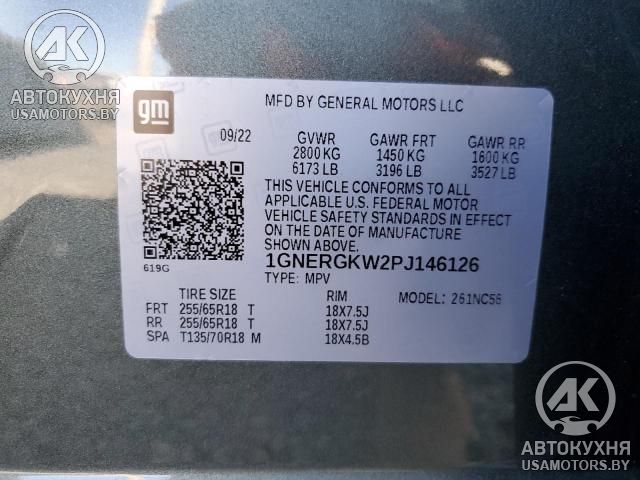 AK
АВТОКУХНЯ
USAMOTORS.BY
gm
MFD BY GENERAL MOTORS LLC
09/22 GVWR GAWR FRT GAWR RR
2800 KG 1450 KG 1600 KG
6173 LB 3196 LB 3527 LB
THIS VEHICLE CONFORMS TO ALL
APPLICABLE U.S. FEDERAL MOTOR
VEHICLE SAFETY STANDARDS IN EFFECT
ON THE DATE OF MANUFACTURE
SHOWN ABOVE.
619G
1GNERGKW2PJ146126
TYPE: MPV
TIRE SIZE RIM MODEL: 261NC56
FRT 255/65R18 T 18X7.5J
RR 255/65R18 T 18X7.5J
SPA T135/70R18 M 18X4.5B
AK
АВТОКУХНЯ
USAMOTORS.BY